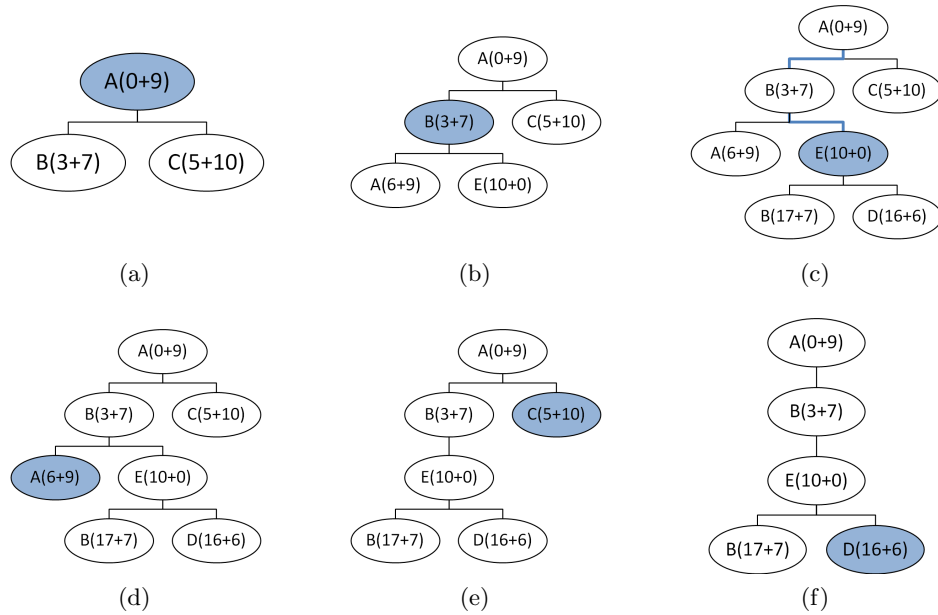 A(0+9)
B(3+7)
C(5+10)
(a)
A(0+9)
B(3+7)
C(5+10)
A(6+9)
E(10+0)
(b)
A(0+9)
B(3+7)
C(5+10)
A(6+9)
E(10+0)
B(17+7)
D(16+6)
(c)
A(0+9)
B(3+7)
C(5+10)
A(6+9)
E(10+0)
B(17+7)
D(16+6)
(d)
A(0+9)
B(3+7)
C(5+10)
E(10+0)
B(17+7)
D(16+6)
(e)
A(0+9)
B(3+7)
E(10+0)
B(17+7)
D(16+6)
(f)